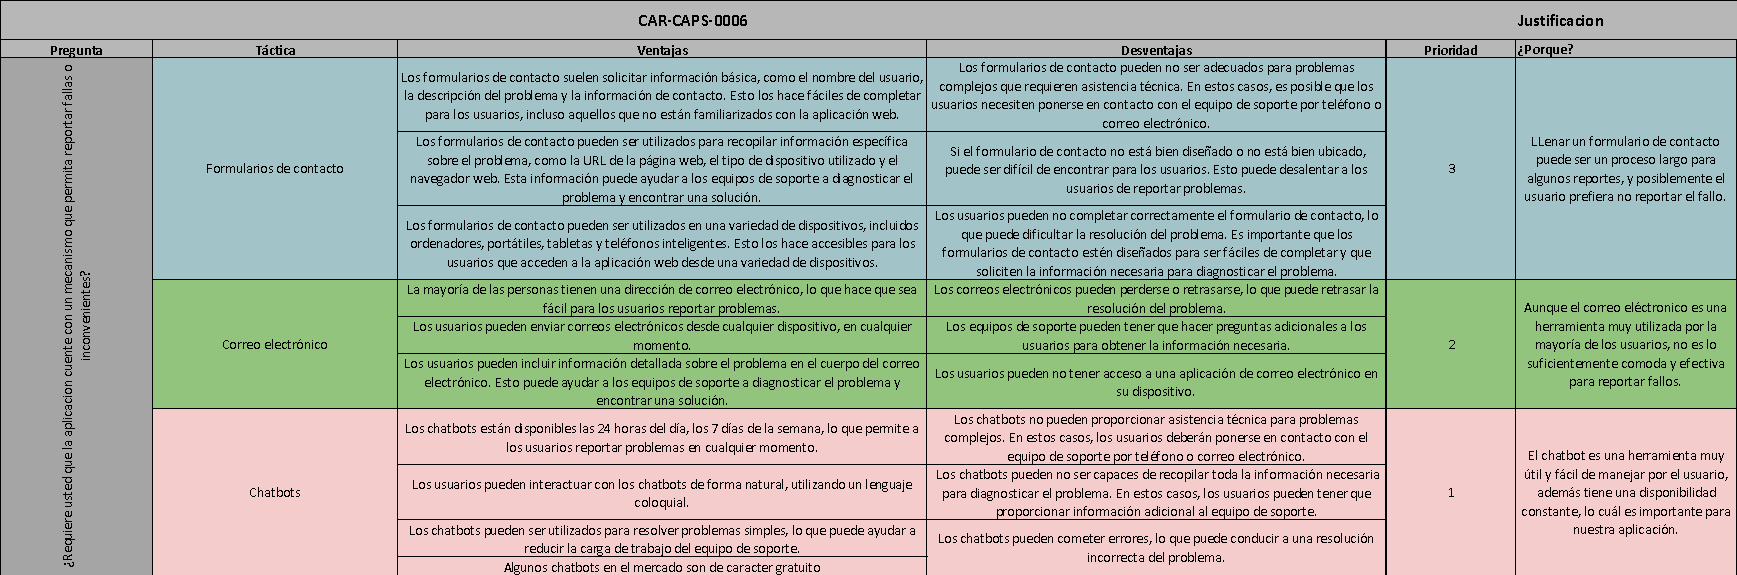 CAR-CAPS-0006
Justificacion
Pregunta
Táctica
Ventajas
Desventajas
Prioridad
¿Porque?
¿Requiere usted que la aplicacion cuente con un mecanismo que permita reportar fallas o
inconvenientes?
Formularios de contacto
Los formularios de contacto suelen solicitar información básica, como el nombre del usuario,
la descripción del problema y la información de contacto. Esto los hace fáciles de completar
para los usuarios, incluso aquellos que no están familiarizados con la aplicación web.
Los formularios de contacto pueden no ser adecuados para problemas
complejos que requieren asistencia técnica. En estos casos, es posible que los
usuarios necesiten ponerse en contacto con el equipo de soporte por teléfono o
correo electrónico.
Los formularios de contacto pueden ser utilizados para recopilar información específica
sobre el problema, como la URL de la página web, el tipo de dispositivo utilizado y el
navegador web. Esta información puede ayudar a los equipos de soporte a diagnosticar el
problema y encontrar una solución.
Si el formulario de contacto no está bien diseñado o no está bien ubicado,
puede ser difícil de encontrar para los usuarios. Esto puede desalentar a los
usuarios de reportar problemas.
Los formularios de contacto pueden ser utilizados en una variedad de dispositivos, incluidos
ordenadores, portátiles, tabletas y teléfonos inteligentes. Esto los hace accesibles para los
usuarios que acceden a la aplicación web desde una variedad de dispositivos.
Los usuarios pueden no completar correctamente el formulario de contacto, lo
que puede dificultar la resolución del problema. Es importante que los
formularios de contacto estén diseñados para ser fáciles de completar y que
soliciten la información necesaria para diagnosticar el problema.
3
LLenar un formulario de contacto
puede ser un proceso largo para
algunos reportes, y posiblemente el
usuario prefiera no reportar el fallo.
Correo electrónico
La mayoría de las personas tienen una dirección de correo electrónico, lo que hace que sea
fácil para los usuarios reportar problemas.
Los correos electrónicos pueden perderse o retrasarse, lo que puede retrasar la
resolución del problema.
Los usuarios pueden enviar correos electrónicos desde cualquier dispositivo, en cualquier
momento.
Los equipos de soporte pueden tener que hacer preguntas adicionales a los
usuarios para obtener la información necesaria.
Los usuarios pueden incluir información detallada sobre el problema en el cuerpo del correo
electrónico. Esto puede ayudar a los equipos de soporte a diagnosticar el problema y
encontrar una solución.
Los usuarios pueden no tener acceso a una aplicación de correo electrónico en
su dispositivo.
2
Aunque el correo eléctronico es una
herramienta muy utilizada por la
mayoría de los usuarios, no es lo
suficientemente comoda y efectiva
para reportar fallos.
Chatbots
Los chatbots están disponibles las 24 horas del día, los 7 días de la semana, lo que permite a
los usuarios reportar problemas en cualquier momento.
Los chatbots no pueden proporcionar asistencia técnica para problemas
complejos. En estos casos, los usuarios deberán ponerse en contacto con el
equipo de soporte por teléfono o correo electrónico.
Los usuarios pueden interactuar con los chatbots de forma natural, utilizando un lenguaje
coloquial.
Los chatbots pueden no ser capaces de recopilar toda la información necesaria
para diagnosticar el problema. En estos casos, los usuarios pueden tener que
proporcionar información adicional al equipo de soporte.
Los chatbots pueden ser utilizados para resolver problemas simples, lo que puede ayudar a
reducir la carga de trabajo del equipo de soporte.
Algunos chatbots en el mercado son de caracter gratuito
Los chatbots pueden cometer errores, lo que puede conducir a una resolución
incorrecta del problema.
1
El chatbot es una herramienta muy
útil y fácil de manejar por el usuario,
además tiene una disponibilidad
constante, lo cuál es importante para
nuestra aplicación.